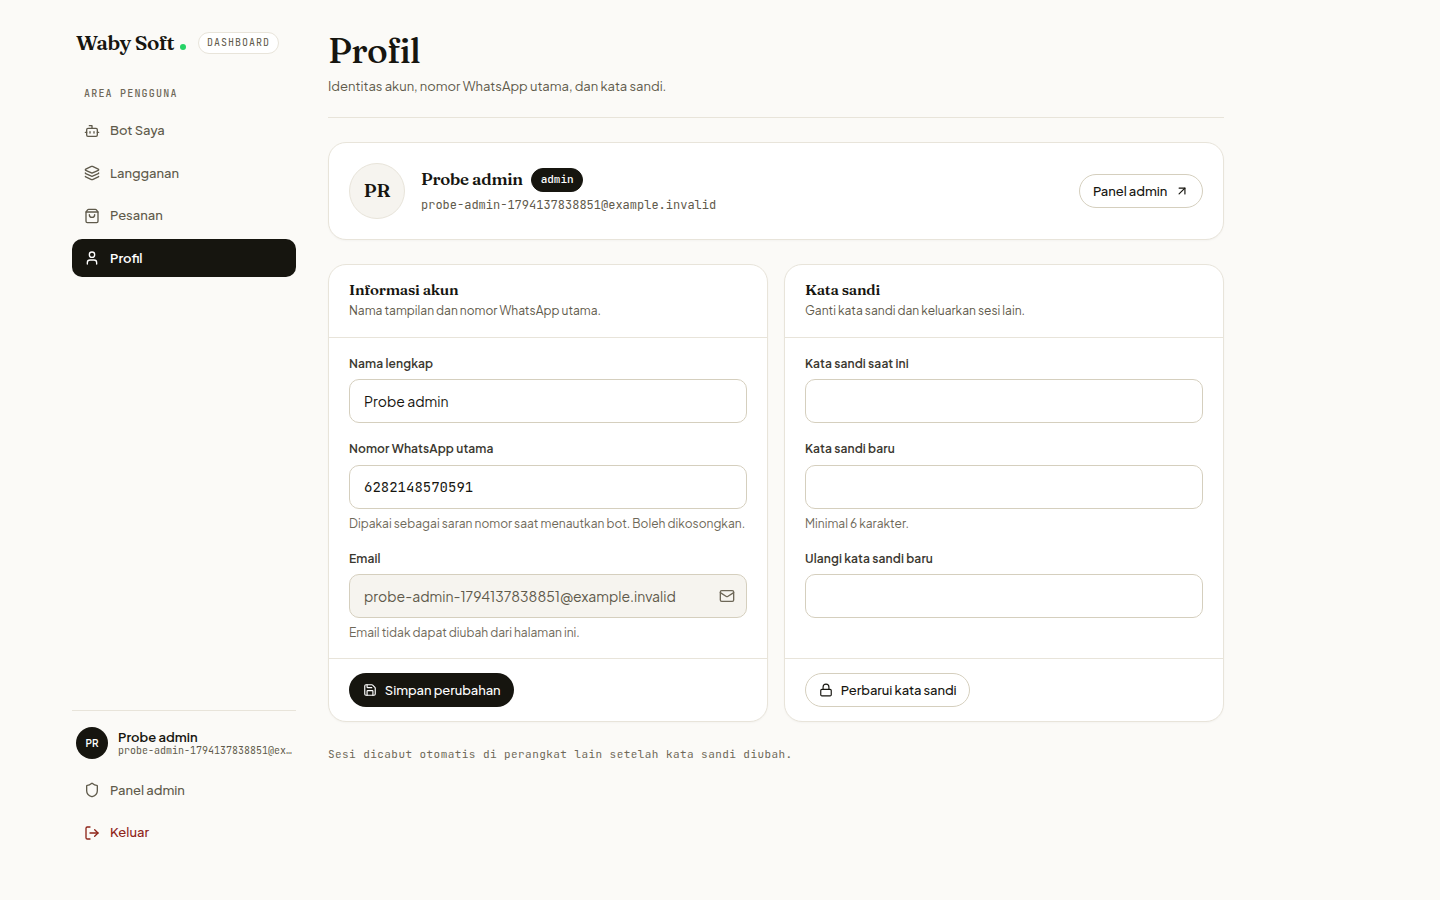 Waby Soft
DASHBOARD
AREA PENGGUNA
Bot Saya
Langganan
Pesanan
Profil
PR
Probe admin
probe-admin-1794137838851@ex…
Panel admin
Keluar
Profil
Identitas akun, nomor WhatsApp utama, dan kata sandi.
PR
Probe admin
admin
probe-admin-1794137838851@example.invalid
Panel admin
Informasi akun
Nama tampilan dan nomor WhatsApp utama.
Nama lengkap
Probe admin
Nomor WhatsApp utama
6282148570591
Dipakai sebagai saran nomor saat menautkan bot. Boleh dikosongkan.
Email
probe-admin-1794137838851@example.invalid
Email tidak dapat diubah dari halaman ini.
Simpan perubahan
Kata sandi
Ganti kata sandi dan keluarkan sesi lain.
Kata sandi saat ini
Kata sandi baru
Minimal 6 karakter.
Ulangi kata sandi baru
Perbarui kata sandi
Sesi dicabut otomatis di perangkat lain setelah kata sandi diubah.